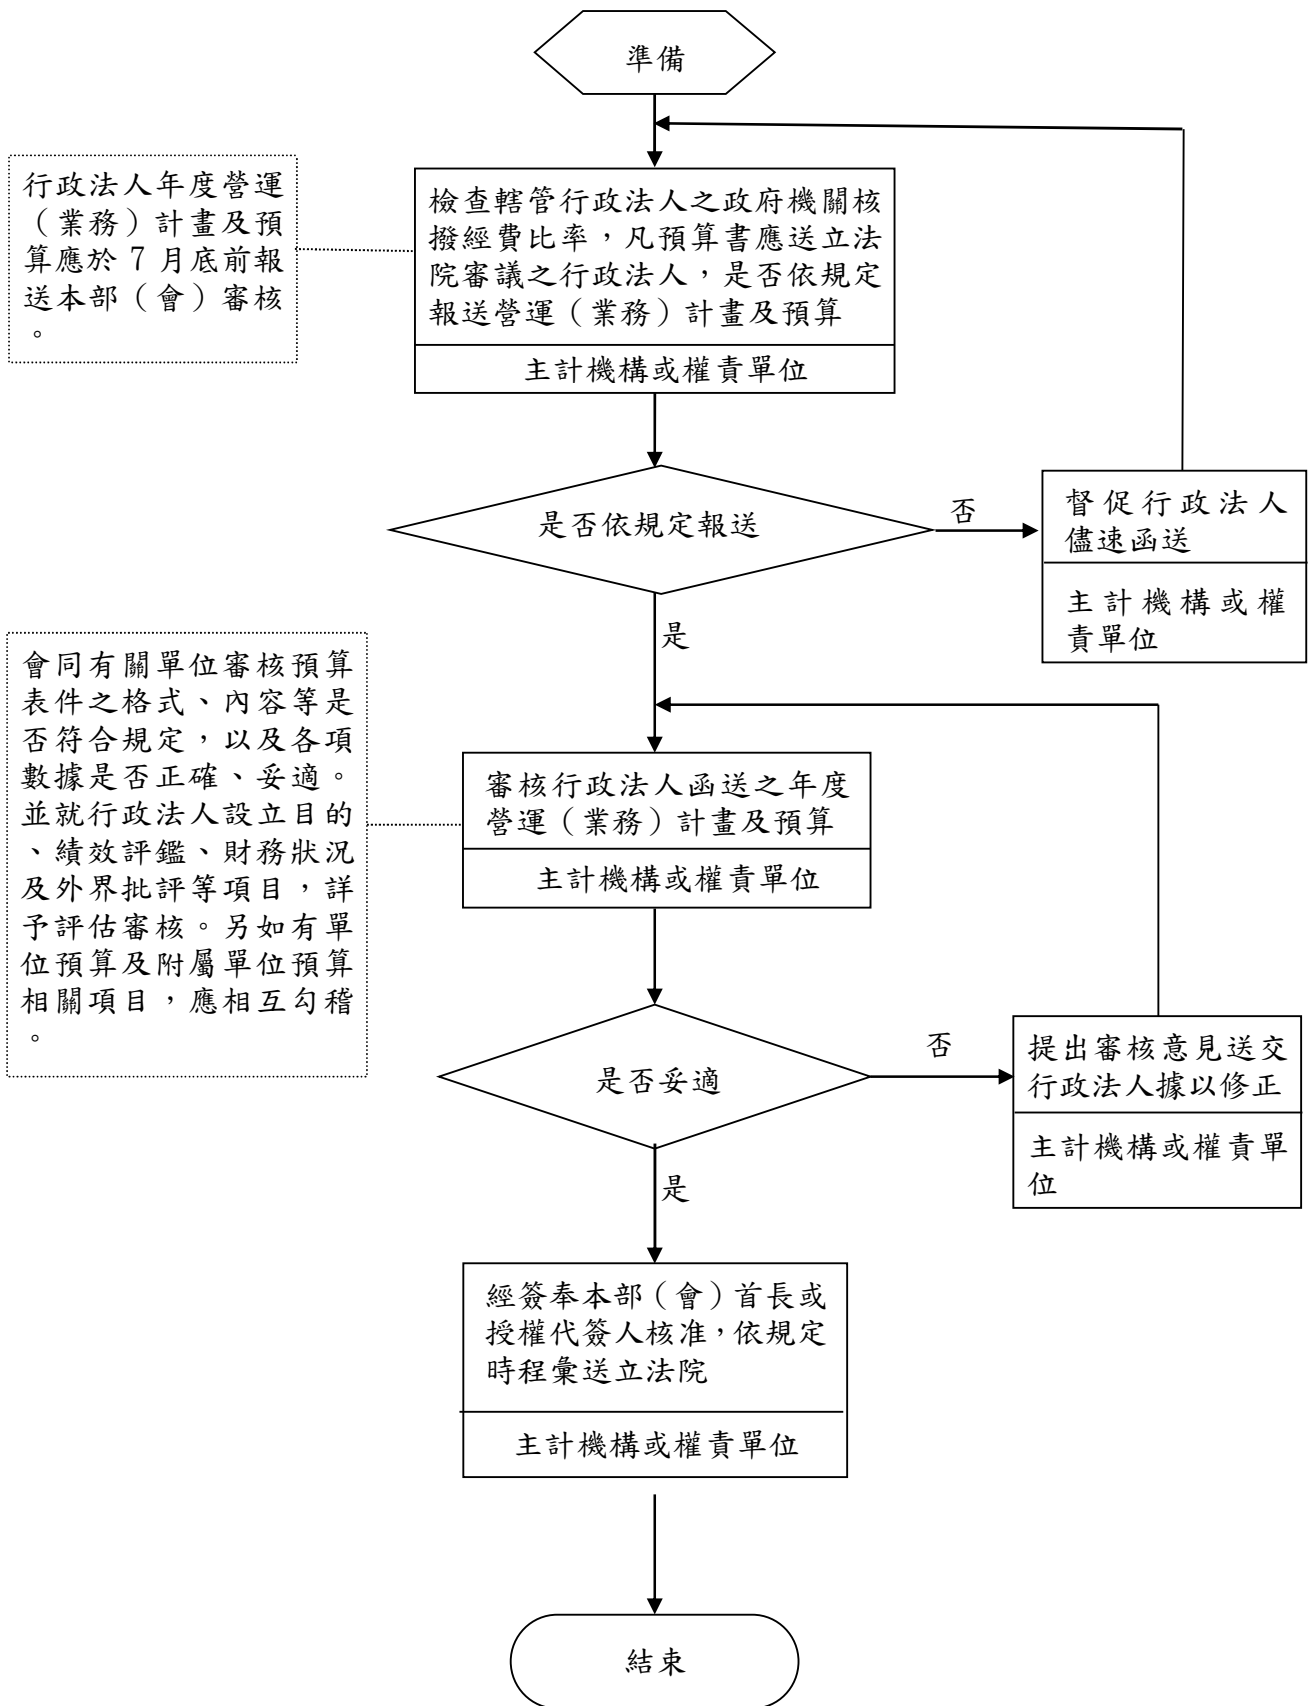 準備
行政法人年度營運
（業務）計畫及預
算應於 7 月底前報
送本部（會）審核
。
檢查轄管行政法人之政府機關核
撥經費比率，凡預算書應送立法
院審議之行政法人，是否依規定
報送營運（業務）計畫及預算
主計機構或權責單位
是否依規定報送
否
督促行政法人
儘速函送
主計機構或權
責單位
是
會同有關單位審核預算
表件之格式、內容等是
否符合規定，以及各項
數據是否正確、妥適。
並就行政法人設立目的
、績效評鑑、財務狀況
及外界批評等項目，詳
予評估審核。另如有單
位預算及附屬單位預算
相關項目，應相互勾稽
。
審核行政法人函送之年度
營運（業務）計畫及預算
主計機構或權責單位
是否妥適
否
提出審核意見送交
行政法人據以修正
主計機構或權責單
位
是
經簽奉本部（會）首長或
授權代簽人核准，依規定
時程彙送立法院
主計機構或權責單位
結束